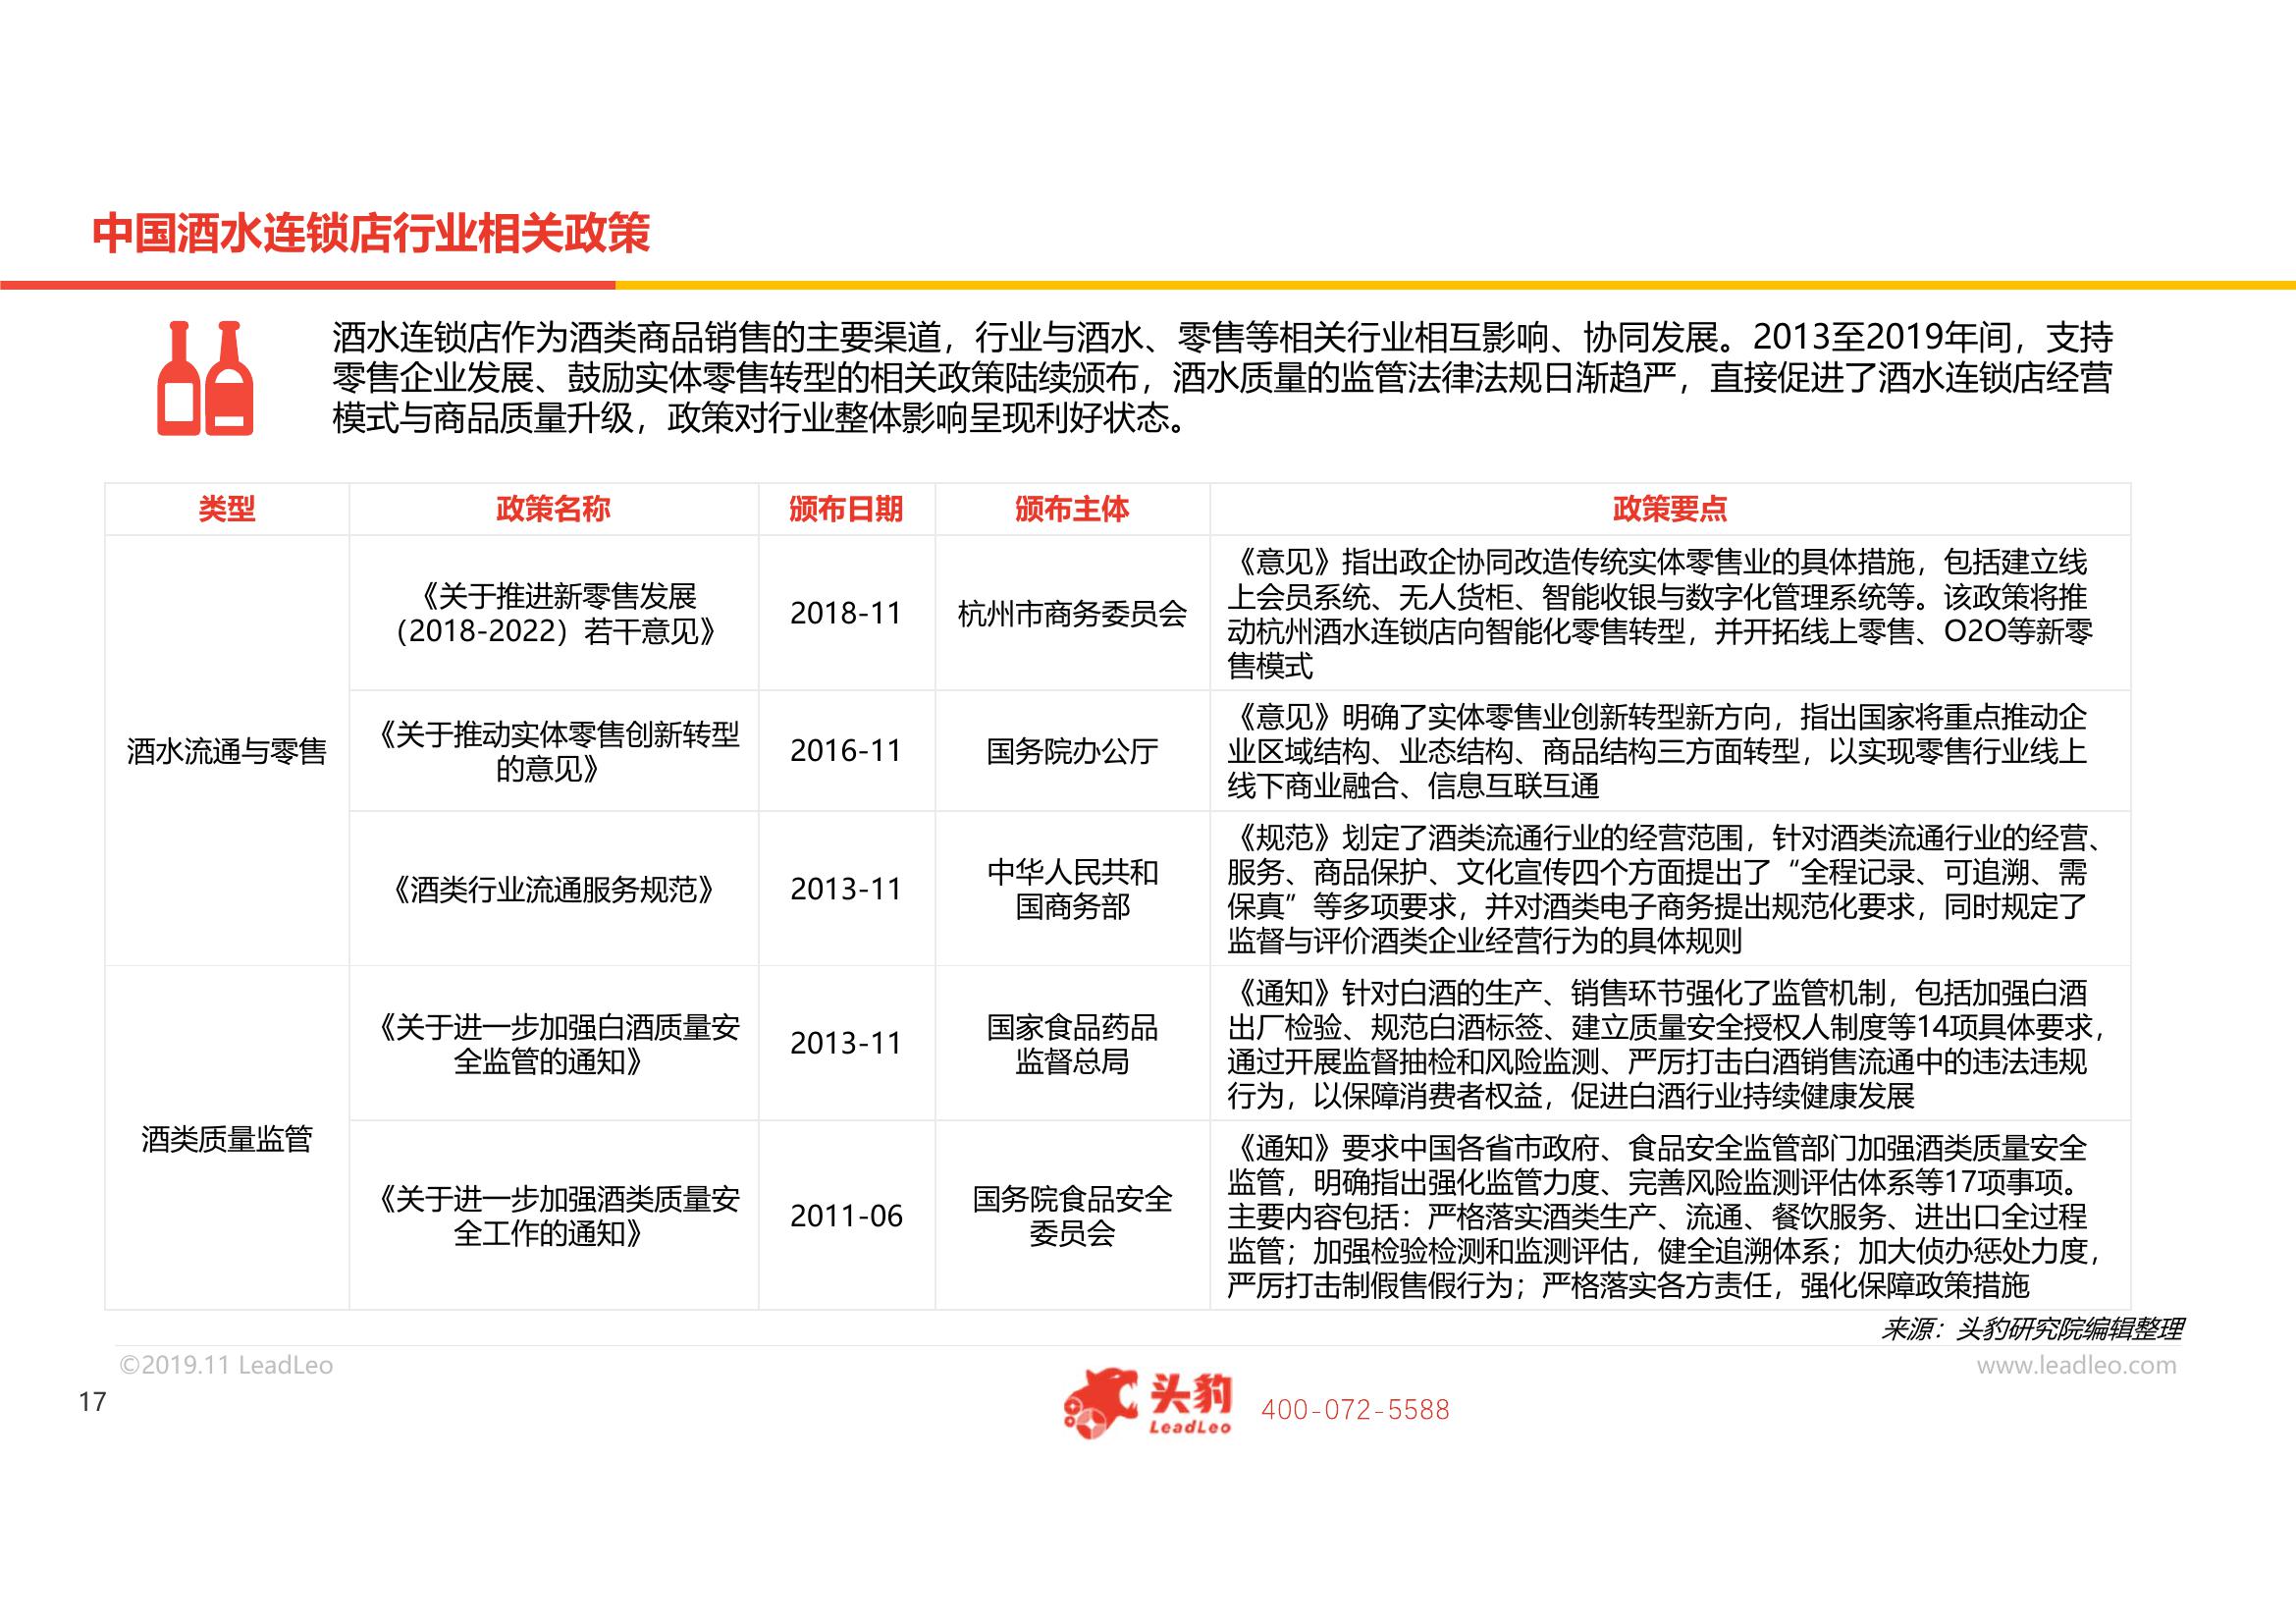 中国酒水连锁店行业相关政策
酒水连锁店作为酒类商品销售的主要渠道，行业与酒水、零售等相关行业相互影响、协同发展。2013至2019年间，支持
零售企业发展、鼓励实体零售转型的相关政策陆续颁布，酒水质量的监管法律法规日渐趋严，直接促进了酒水连锁店经营
模式与商品质量升级，政策对行业整体影响呈现利好状态。
类型 政策名称 颁布日期 颁布主体 政策要点
酒水流通与零售
《关于推进新零售发展
（2018-2022）若干意见》
2018-11
杭州市商务委员会
《意见》指出政企协同改造传统实体零售业的具体措施，包括建立线
上会员系统、无人货柜、智能收银与数字化管理系统等。该政策将推
动杭州酒水连锁店向智能化零售转型，并开拓线上零售、O2O等新零
售模式
《关于推动实体零售创新转型
的意见》
2016-11
国务院办公厅
《意见》明确了实体零售业创新转型新方向，指出国家将重点推动企
业区域结构、业态结构、商品结构三方面转型，以实现零售行业线上
线下商业融合、信息互联互通
《酒类行业流通服务规范》
2013-11
中华人民共和
国商务部
《规范》划定了酒类流通行业的经营范围，针对酒类流通行业的经营、
服务、商品保护、文化宣传四个方面提出了“全程记录、可追溯、需
保真”等多项要求，并对酒类电子商务提出规范化要求，同时规定了
监督与评价酒类企业经营行为的具体规则
酒类质量监管
《关于进一步加强白酒质量安
全监管的通知》
2013-11
国家食品药品
监督总局
《通知》针对白酒的生产、销售环节强化了监管机制，包括加强白酒
出厂检验、规范白酒标签、建立质量安全授权人制度等14项具体要求，
通过开展监督抽检和风险监测、严厉打击白酒销售流通中的违法违规
行为，以保障消费者权益，促进白酒行业持续健康发展
《关于进一步加强酒类质量安
全工作的通知》
2011-06
国务院食品安全
委员会
《通知》要求中国各省市政府、食品安全监管部门加强酒类质量安全
监管，明确指出强化监管力度、完善风险监测评估体系等17项事项。
主要内容包括：严格落实酒类生产、流通、餐饮服务、进出口全过程
监管；加强检验检测和监测评估，健全追溯体系；加大侦办惩处力度，
严厉打击制假售假行为；严格落实各方责任，强化保障政策措施
来源：头豹研究院编辑整理
©2019.11 LeadLeo
www.leadleo.com
17
头豹
LeadLeo
400-072-5588